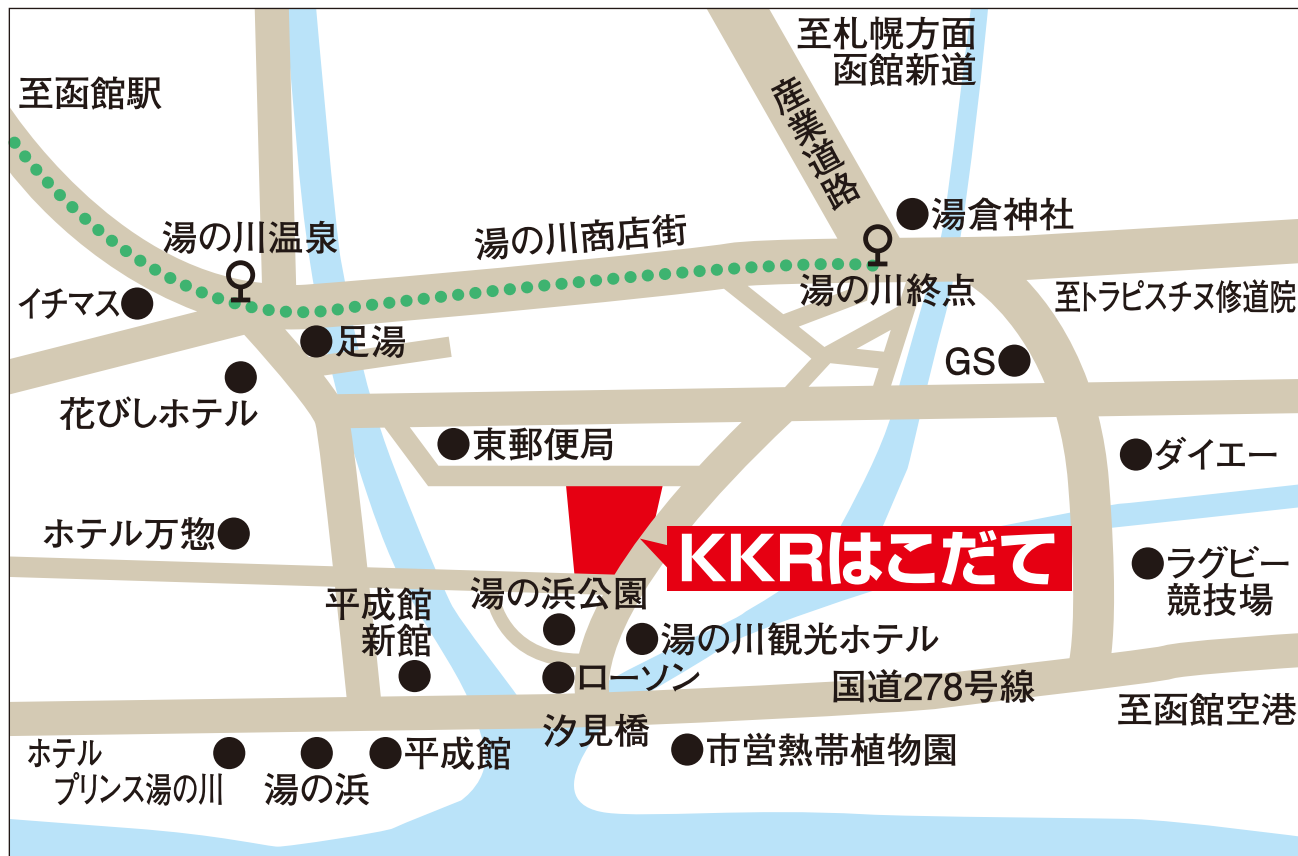 至札幌方面
函館新道
至函館駅
産業道路
湯倉神社
湯の川温泉
湯の川商店街
湯の川終点
至トラピスチヌ修道院
イチマス
足湯
GS
花びしホテル
東郵便局
ダイエー
ホテル万惣
KKRはこだて
ラグビー
競技場
平成館
新館
湯の浜公園
湯の川観光ホテル
ローソン
国道278号線
至函館空港
汐見橋
ホテル
プリンス湯の川
湯の浜
平成館
市営熱帯植物園